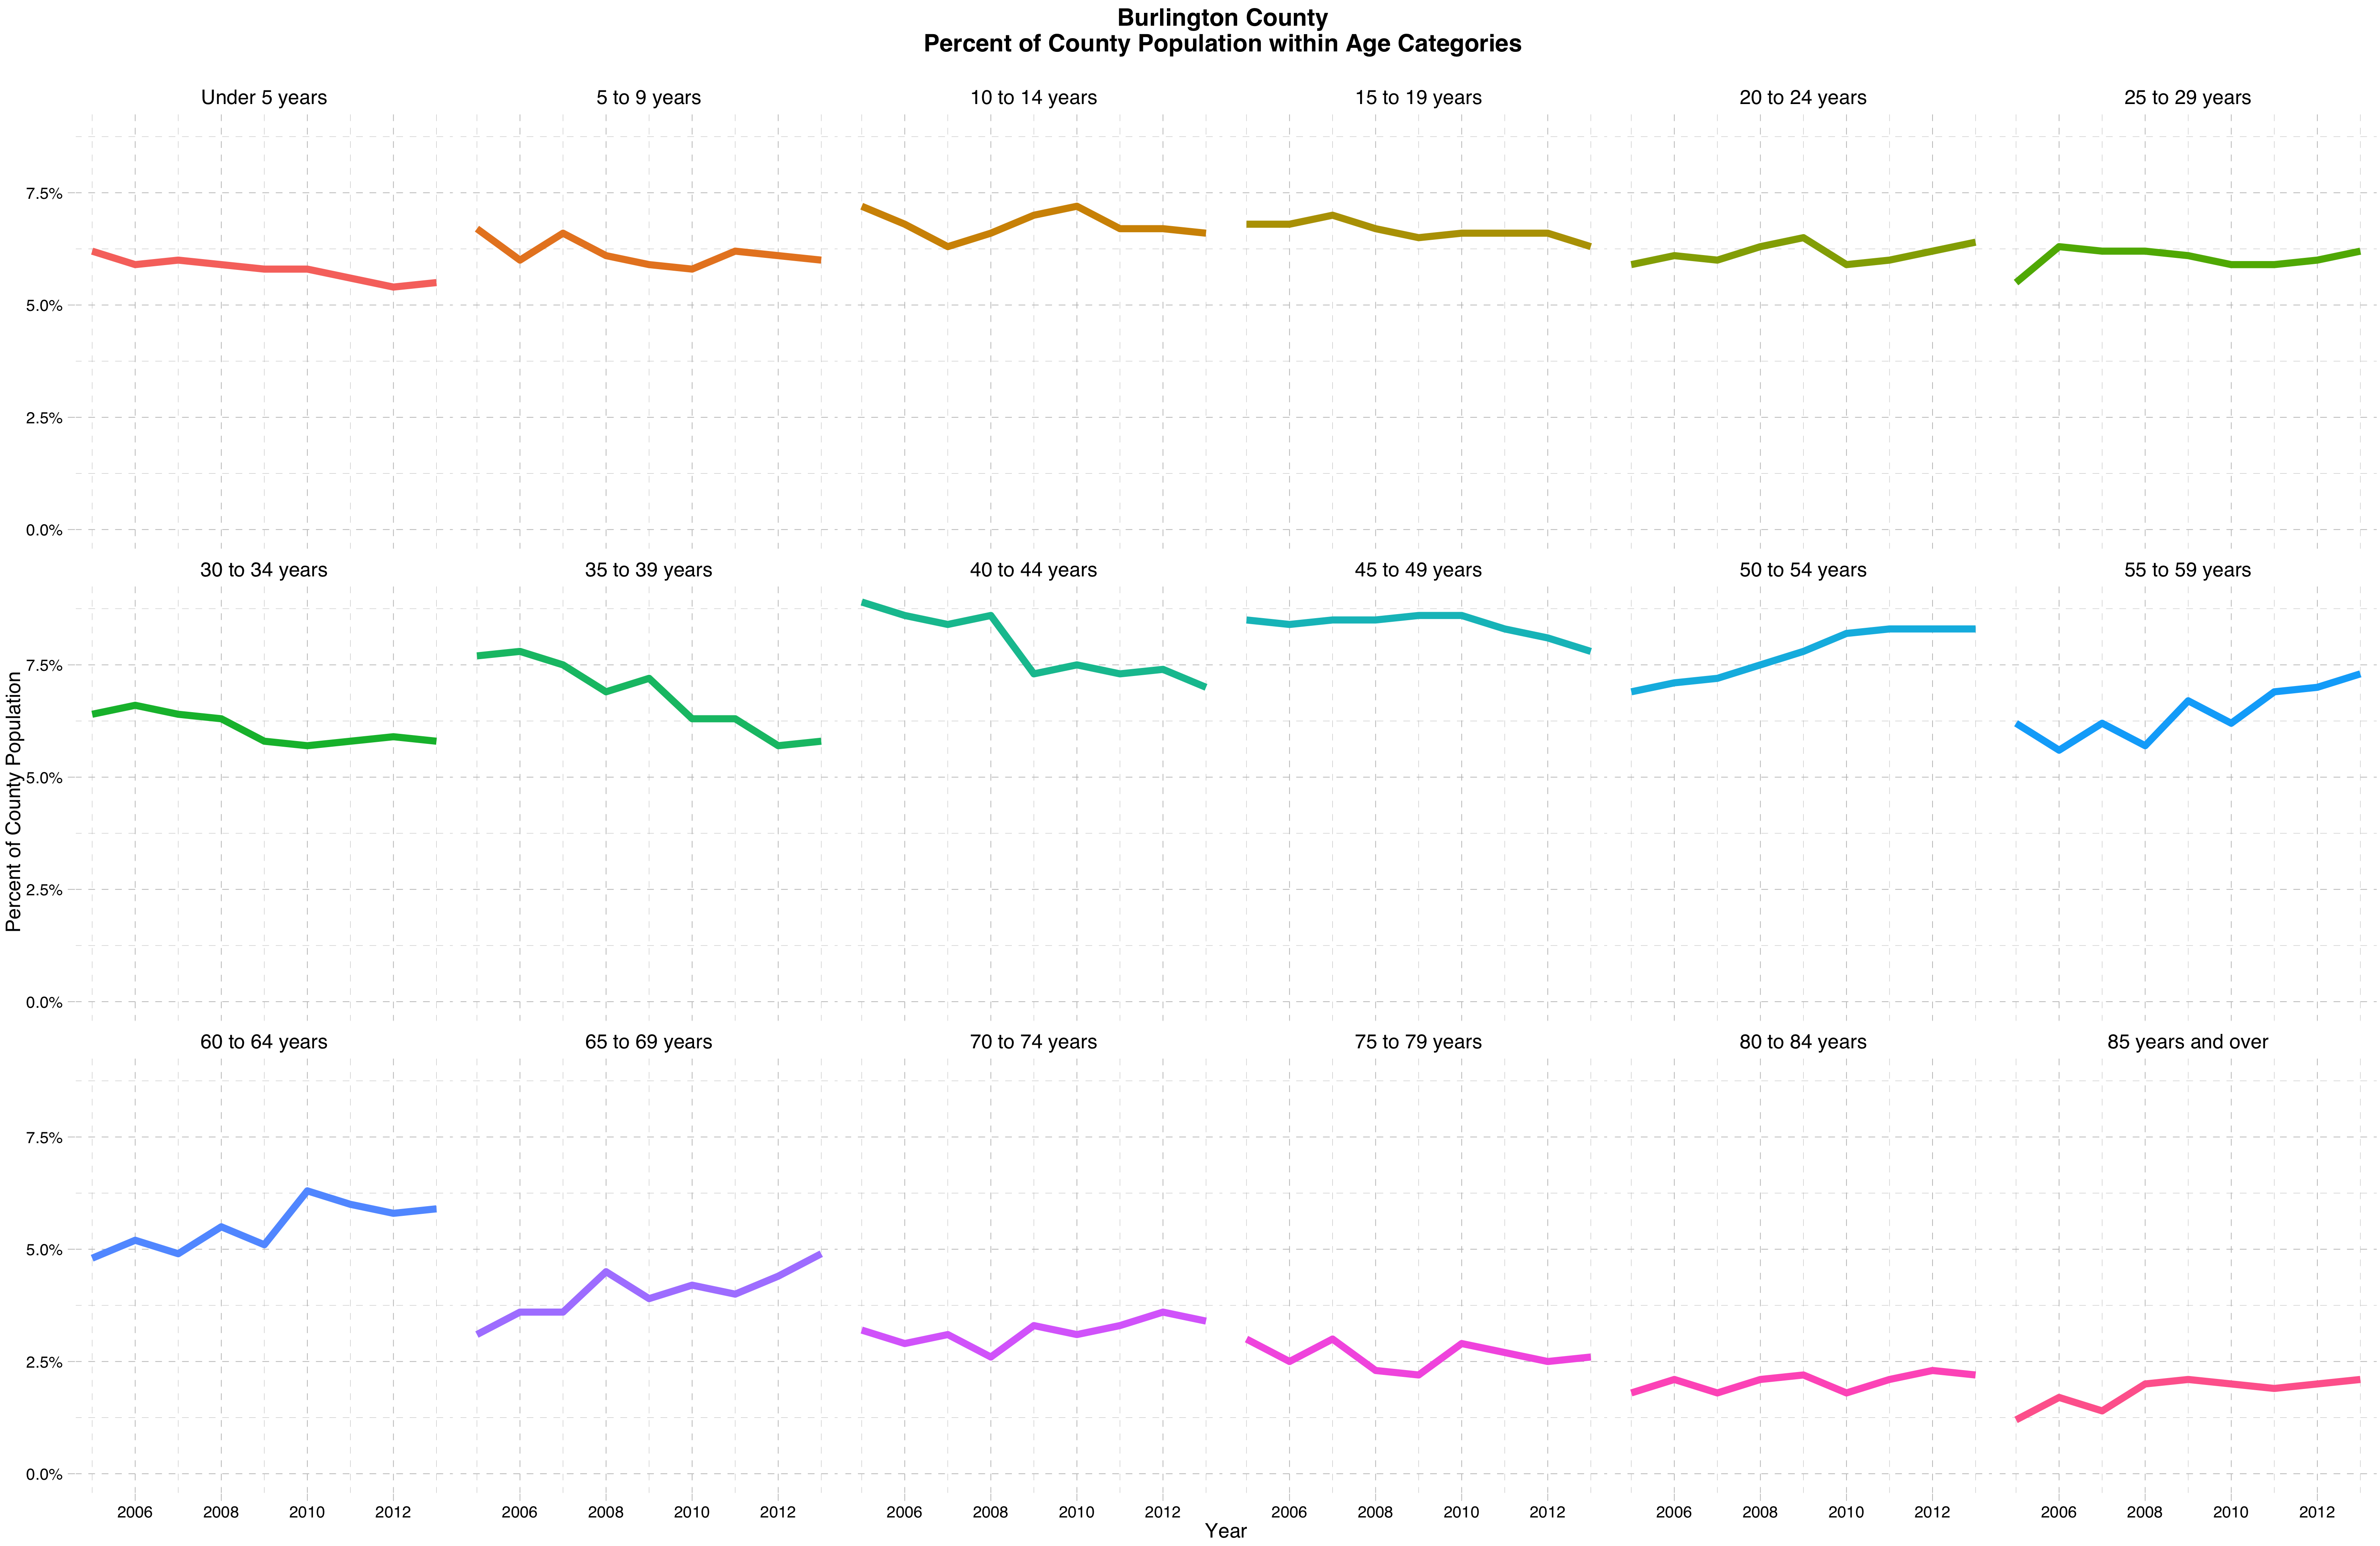 Burlington County
Percent of County Population within Age Categories
Under 5 years
5 to 9 years
10 to 14 years
15 to 19 years
20 to 24 years
25 to 29 years
7.5%
5.0%
2.5%
0.0%
30 to 34 years
35 to 39 years
40 to 44 years
45 to 49 years
50 to 54 years
55 to 59 years
7.5%
5.0%
2.5%
0.0%
Percent of County Population
60 to 64 years
65 to 69 years
70 to 74 years
75 to 79 years
80 to 84 years
85 years and over
7.5%
5.0%
2.5%
0.0%
2006 2008 2010 2012
2006 2008 2010 2012
2006 2008 2010 2012
2006 2008 2010 2012
2006 2008 2010 2012
2006 2008 2010 2012
Year